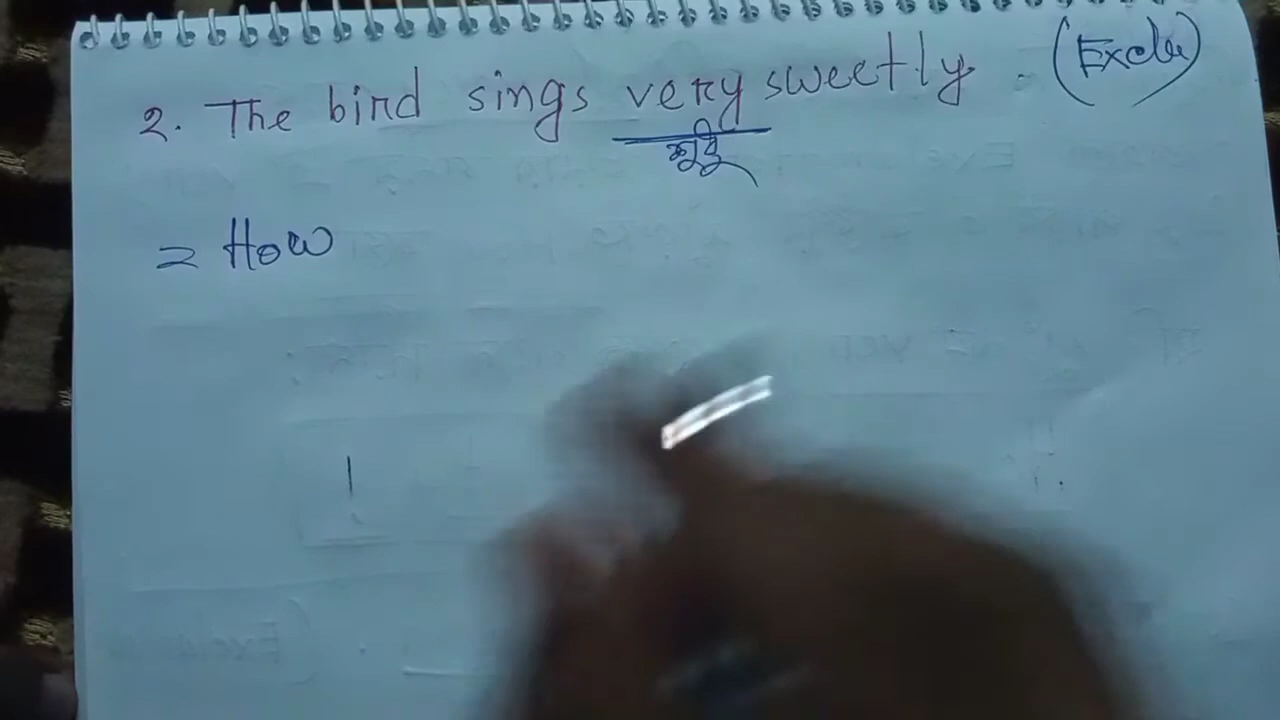 2. The bird sings very sweetly. (Excla)
= How